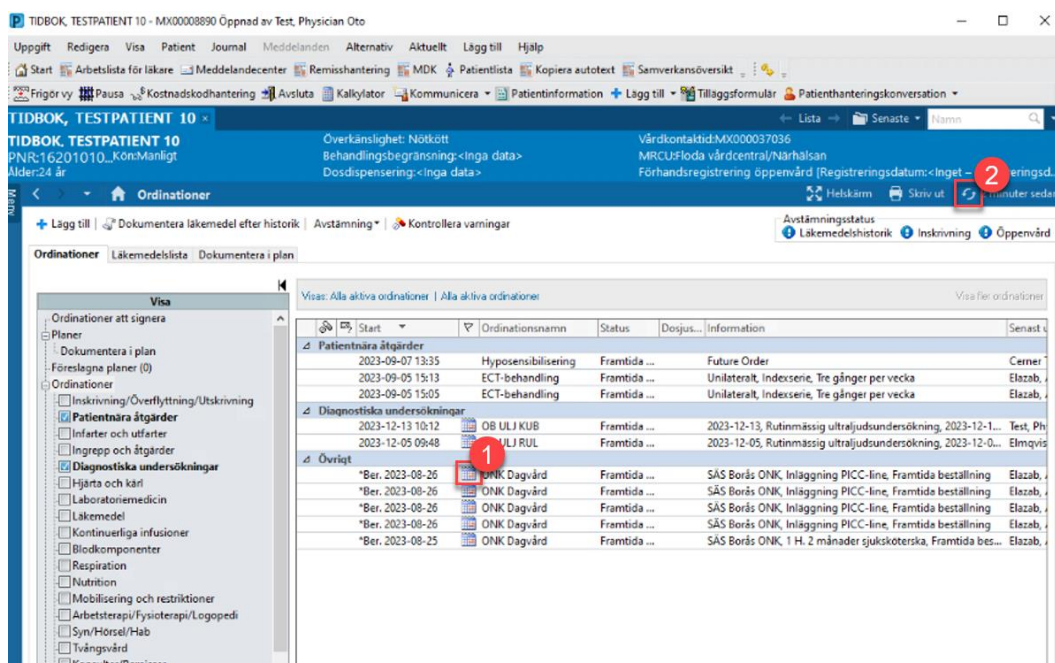 TIDBOK, TESTPATIENT 10 - MX00008890 Öppnad av Test, Physician Oto
Uppgift Redigera Visa Patient Journal Meddelanden Alternativ Aktuellt Lägg till Hjälp
Start Arbetslista för läkare Meddelandecenter Remisshantering MDK Patientlista Kopiera autotext Samverkansöversikt
Frigör vy Pausa Kostnadskodhantering Avsluta Kalkylator Kommunicera Patientinformation Lägg till Tilläggsformulär Patienthanteringskonversation
TIDBOK, TESTPATIENT 10 Lista Senaste Namn
TIDBOK, TESTPATIENT 10 Överkänslighet: Nötkött Vårdkontaktid:MX000037036
PNR:16201010... Kön:Manligt Behandlingsbegränsning:<Inga data> MRCU:Floda vårdcentral/Närhälsan
Ålder:24 år Dosdispensering:<Inga data> Förhandsregistrering öppenvård [Registreringsdatum:<Inget –
2
Menu Ordinationer Helskärm Skriv ut minuter sedan
Lägg till Dokumentera läkemedel efter historik Avstämning Kontrollera varningar
Avstämningsstatus
Läkemedelshistorik Inskrivning Öppenvård
Ordinationer Läkemedelslista Dokumentera i plan
Visa
Ordinationer att signera
Planer
Dokumentera i plan
Föreslagna planer (0)
Ordinationer
Inskrivning/Överflyttning/Utskrivning
Patientnära åtgärder
Infarter och utfarter
Ingrepp och åtgärder
Diagnostiska undersökningar
Hjärta och kärl
Laboratoriemedicin
Läkemedel
Kontinuerliga infusioner
Blodkomponenter
Respiration
Nutrition
Mobilisering och restriktioner
Arbetsterapi/Fysioterapi/Logopedi
Syn/Hörsel/Hab
Tvångsvård
Visar: Alla aktiva ordinationer | Alla aktiva ordinationer Visa fler ordinationer
Start Ordinationsnamn Status Dosjus... Information Senast
Patientnära åtgärder
2023-09-07 13:35 Hyposensibilisering Framtida ... Future Order Cerner
2023-09-05 15:13 ECT-behandling Framtida ... Unilateralt, Indexserie, Tre gånger per vecka Elazab,
2023-09-05 15:05 ECT-behandling Framtida ... Unilateralt, Indexserie, Tre gånger per vecka Elazab,
Diagnostiska undersökningar
2023-12-13 10:12 OB ULJ KUB Framtida ... 2023-12-13, Rutinmässig ultraljudsundersökning, 2023-12-1... Test, Ph
2023-12-05 09:48 ULJ RUL Framtida ... 2023-12-05, Rutinmässig ultraljudsundersökning, 2023-12-0... Elmqvis
1
Övrigt
*Ber. 2023-08-26 ONK Dagvård Framtida ... SÄS Borås ONK, Inläggning PICC-line, Framtida beställning Elazab,
*Ber. 2023-08-26 ONK Dagvård Framtida ... SÄS Borås ONK, Inläggning PICC-line, Framtida beställning Elazab,
*Ber. 2023-08-26 ONK Dagvård Framtida ... SÄS Borås ONK, Inläggning PICC-line, Framtida beställning Elazab,
*Ber. 2023-08-26 ONK Dagvård Framtida ... SÄS Borås ONK, Inläggning PICC-line, Framtida beställning Elazab,
*Ber. 2023-08-25 ONK Dagvård Framtida ... SÄS Borås ONK, 1 H. 2 månader sjuksköterska, Framtida bes... Elazab,